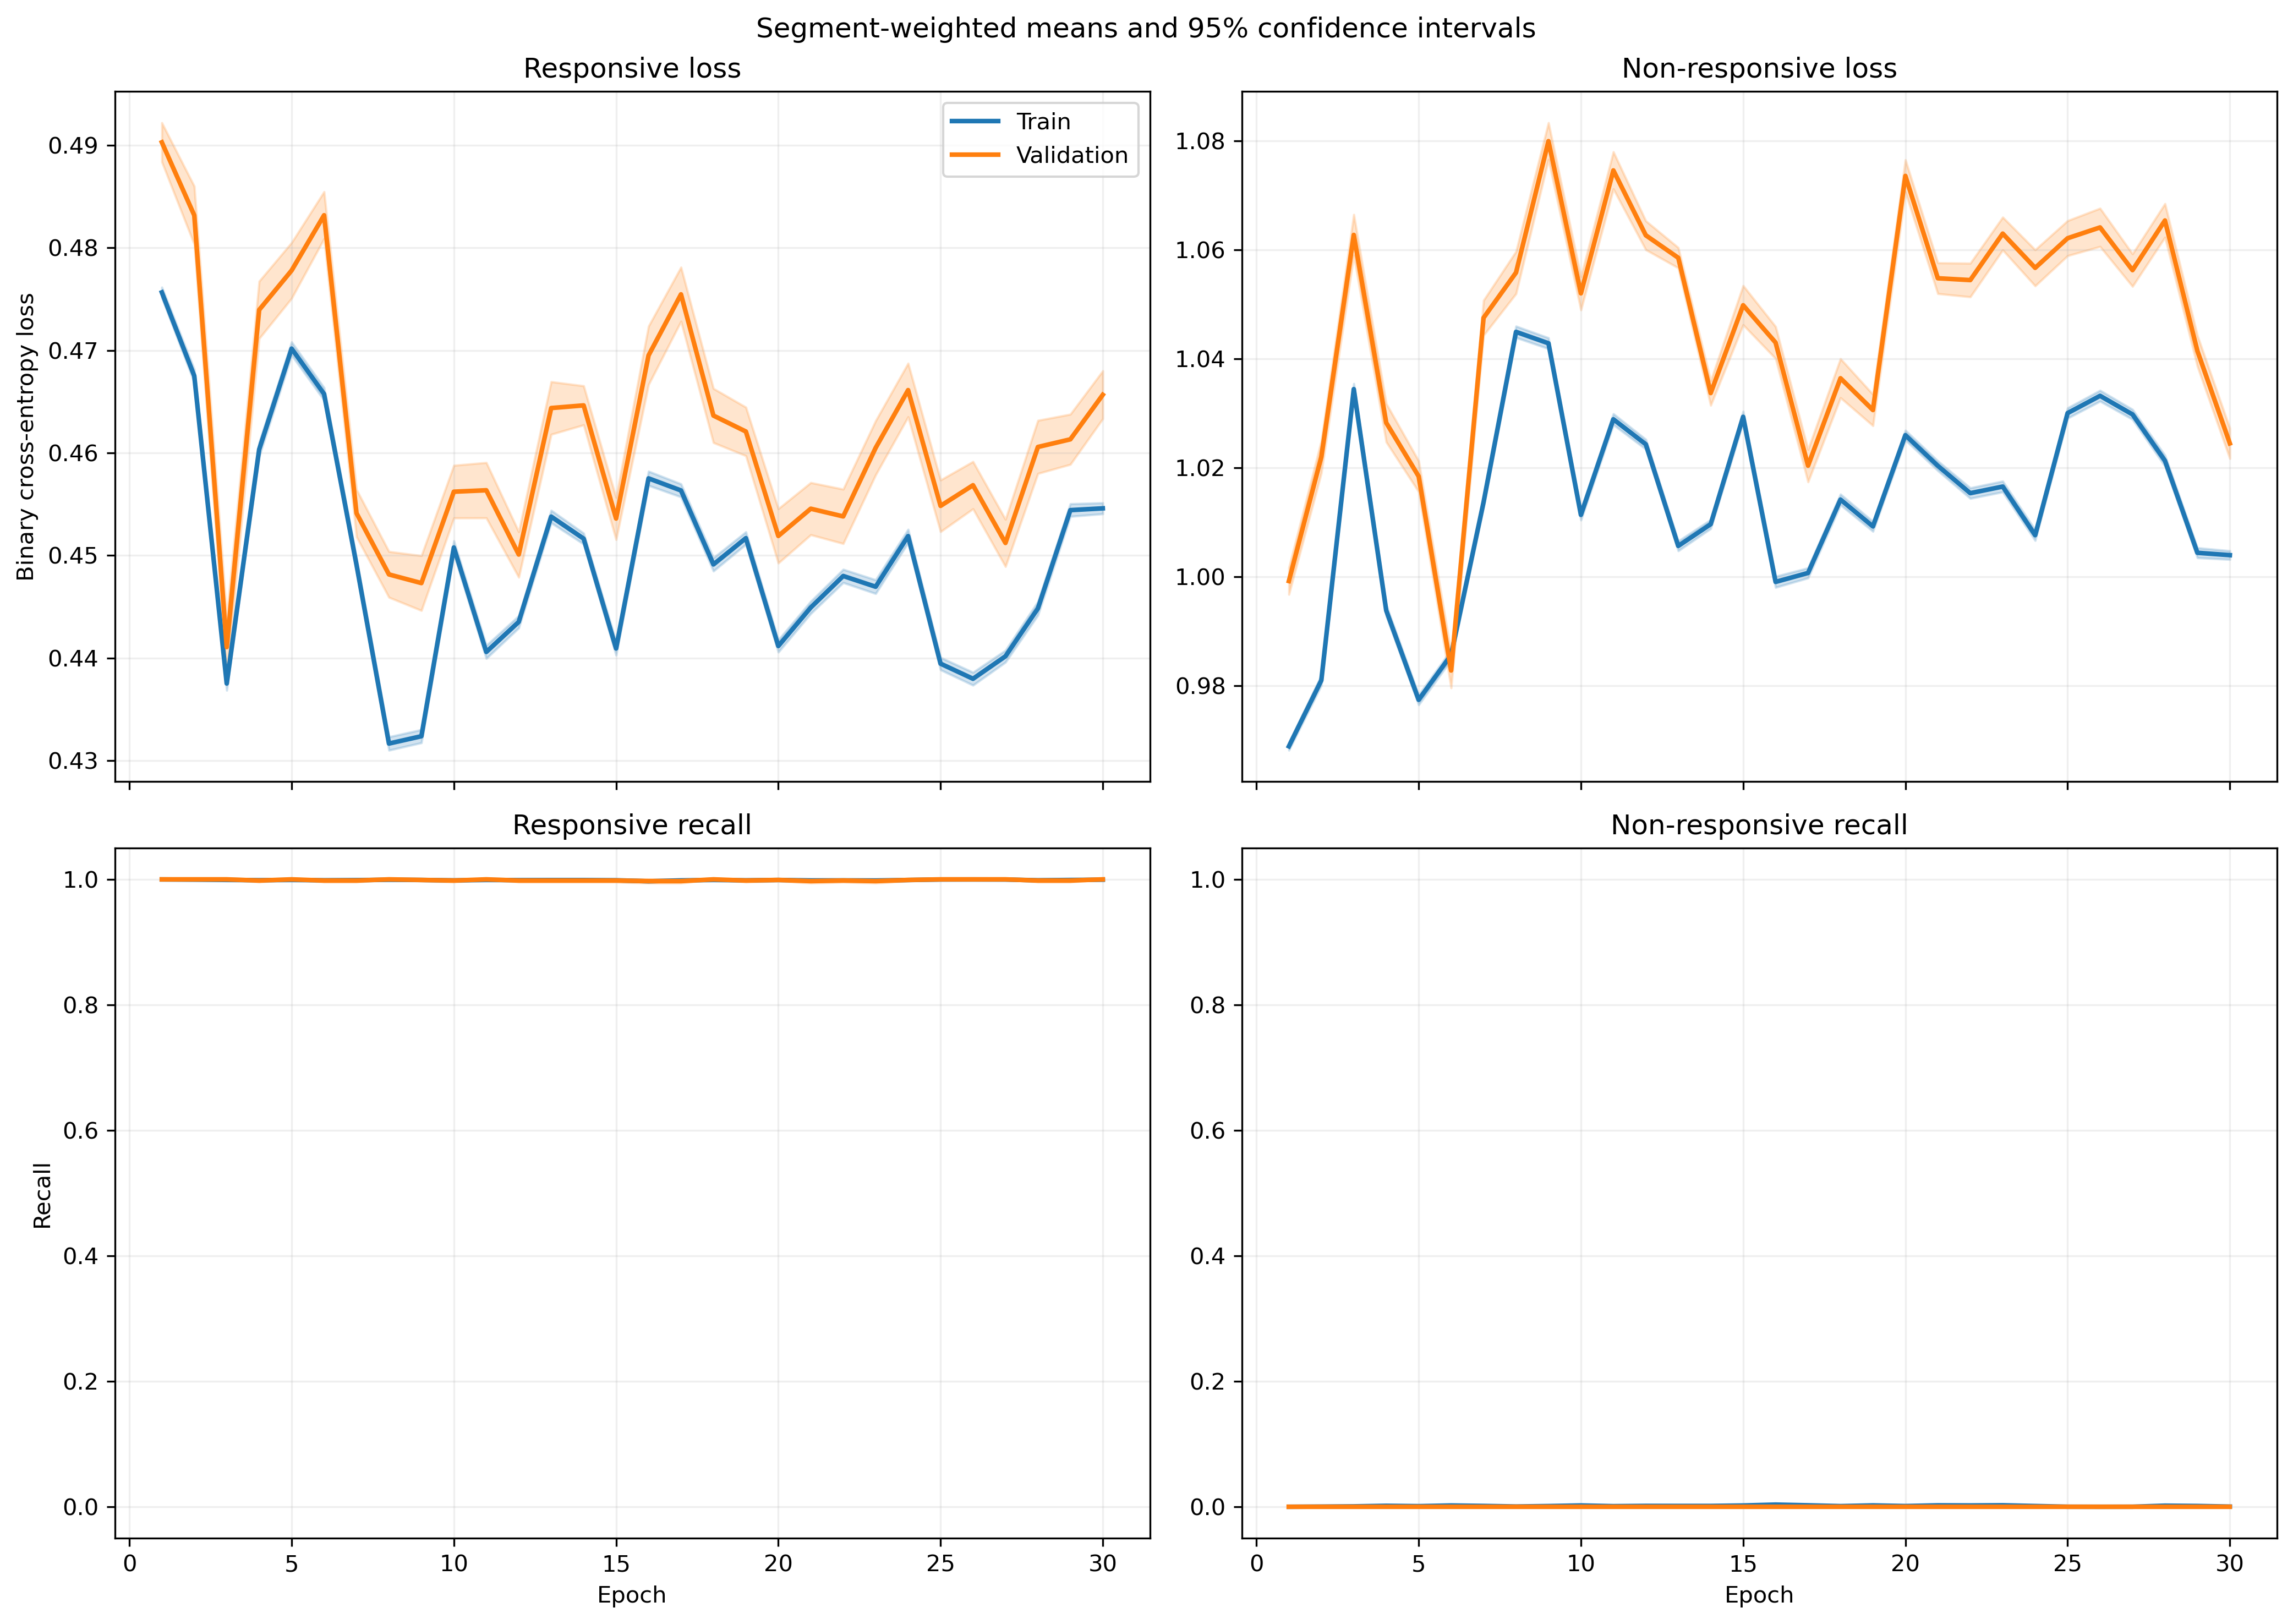 Segment-weighted means and 95% confidence intervals
Responsive loss
Non-responsive loss
Train
Validation
Binary cross-entropy loss
0.49
0.48
0.47
0.46
0.45
0.44
0.43
1.08
1.06
1.04
1.02
1.00
0.98
Responsive recall
Non-responsive recall
Recall
1.0
0.8
0.6
0.4
0.2
0.0
1.0
0.8
0.6
0.4
0.2
0.0
0 5 10 15 20 25 30
0 5 10 15 20 25 30
Epoch
Epoch